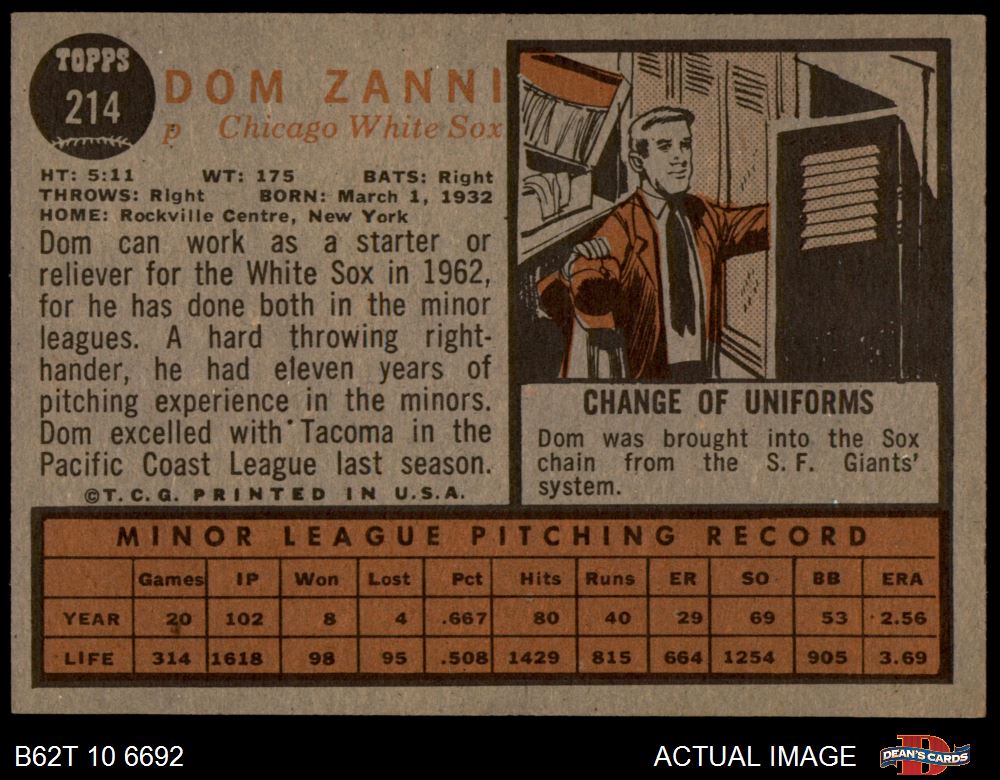 TOPPS
214
DOM ZANNI
p Chicago White Sox
HT: 5:11 WT: 175 BATS: Right
THROWS: Right BORN: March 1, 1932
HOME: Rockville Centre, New York
Dom can work as a starter or
reliever for the White Sox in 1962,
for he has done both in the minor
leagues. A hard throwing right-
hander, he had eleven years of
pitching experience in the minors.
Dom excelled with Tacoma in the
Pacific Coast League last season.
©T.C.G. PRINTED IN U.S.A.
CHANGE OF UNIFORMS
Dom was brought into the Sox
chain from the S. F. Giants'
system.
MINOR LEAGUE PITCHING RECORD
Games IP Won Lost Pct Hits Runs ER SO BB ERA
YEAR 20 102 8 4 .667 80 40 29 69 53 2.56
LIFE 314 1618 98 95 .508 1429 815 664 1254 905 3.69
B62T 10 6692 ACTUAL IMAGE DEAN'S CARDS